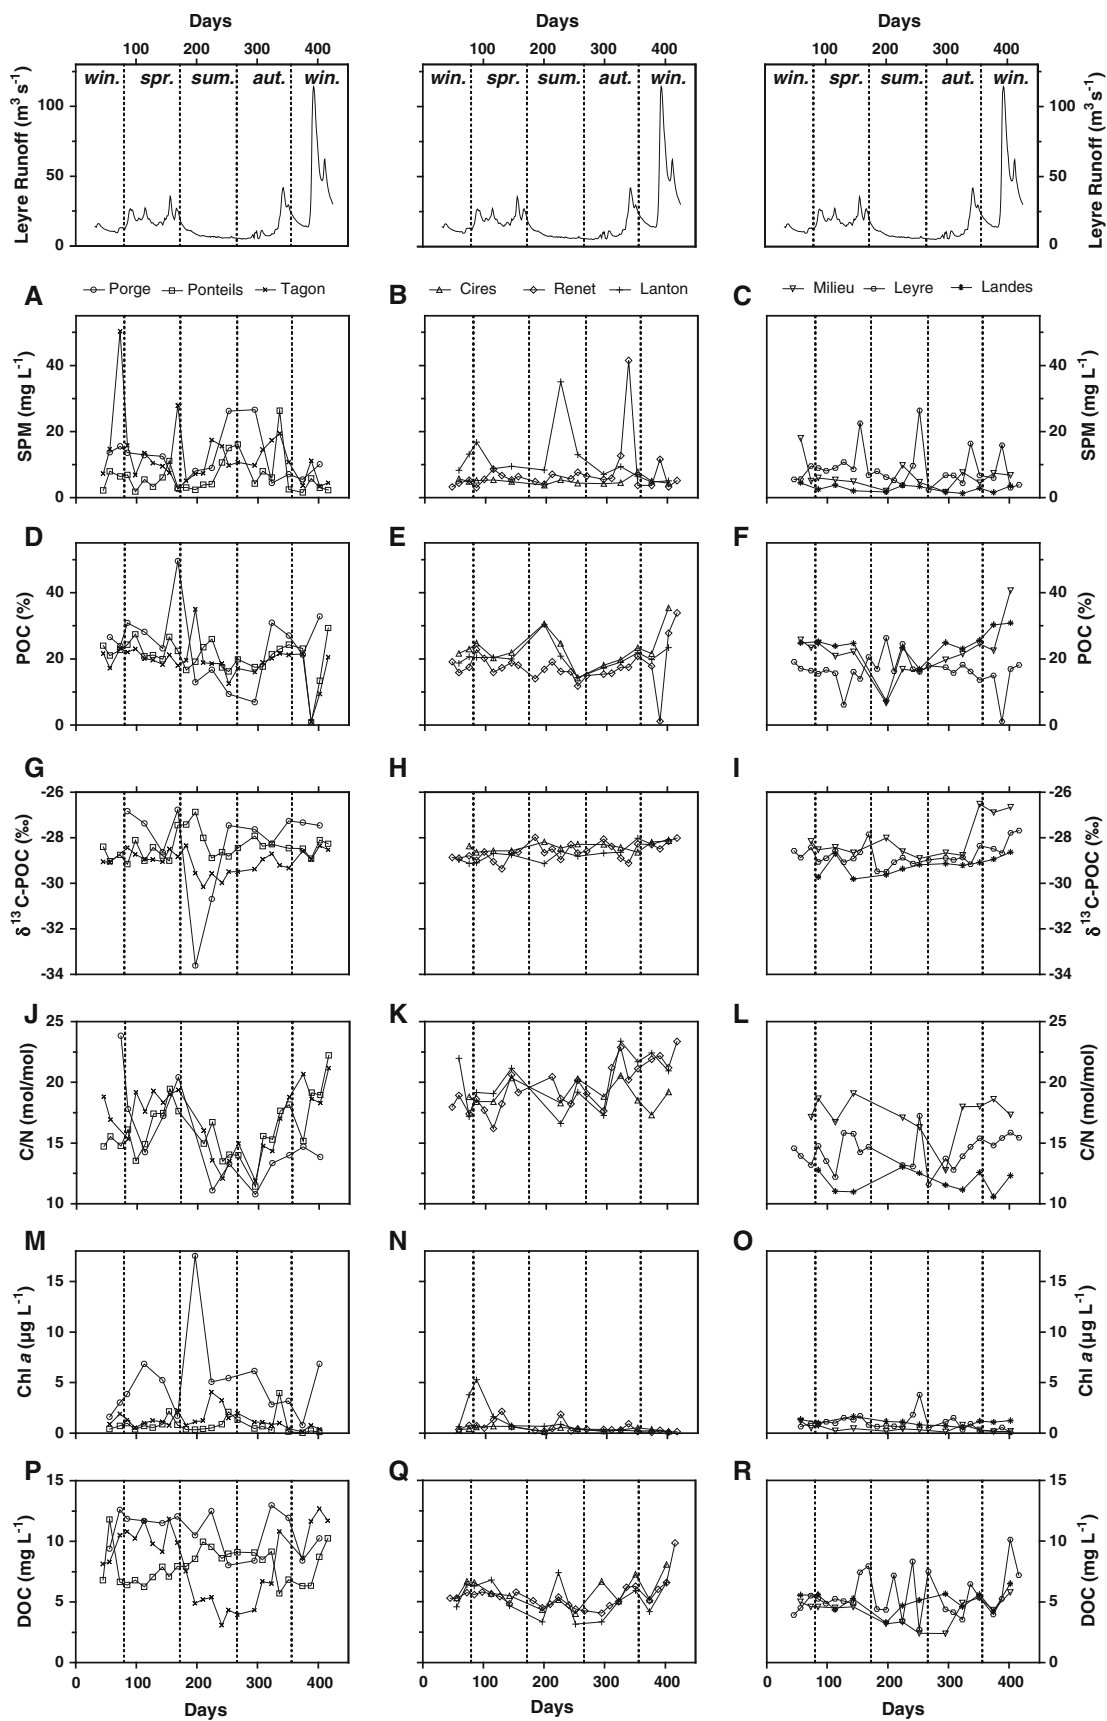 Days Days Days
100 200 300 400 100 200 300 400 100 200 300 400
win. spr. sum. aut. win. win. spr. sum. aut. win. win. spr. sum. aut. win.
Leyre Runoff (m³ s⁻¹)
100
50
0
100
50
0
Leyre Runoff (m³ s⁻¹)
A
Porge Ponteils Tagon
B
Cires Renet Lanton
C
Milieu Leyre Landes
SPM (mg L⁻¹)
40
20
0
40
20
0
SPM (mg L⁻¹)
D E F
POC (%)
40
20
0
40
20
0
POC (%)
G H I
δ¹³C-POC (‰)
-26
-28
-30
-32
-34
-26
-28
-30
-32
-34
δ¹³C-POC (‰)
J K L
C/N (mol/mol)
25
20
15
10
25
20
15
10
C/N (mol/mol)
M N O
Chl a (µg L⁻¹)
15
10
5
0
15
10
5
0
Chl a (µg L⁻¹)
P Q R
DOC (mg L⁻¹)
15
10
5
0
15
10
5
0
DOC (mg L⁻¹)
0 100 200 300 400 0 100 200 300 400 0 100 200 300 400
Days Days Days